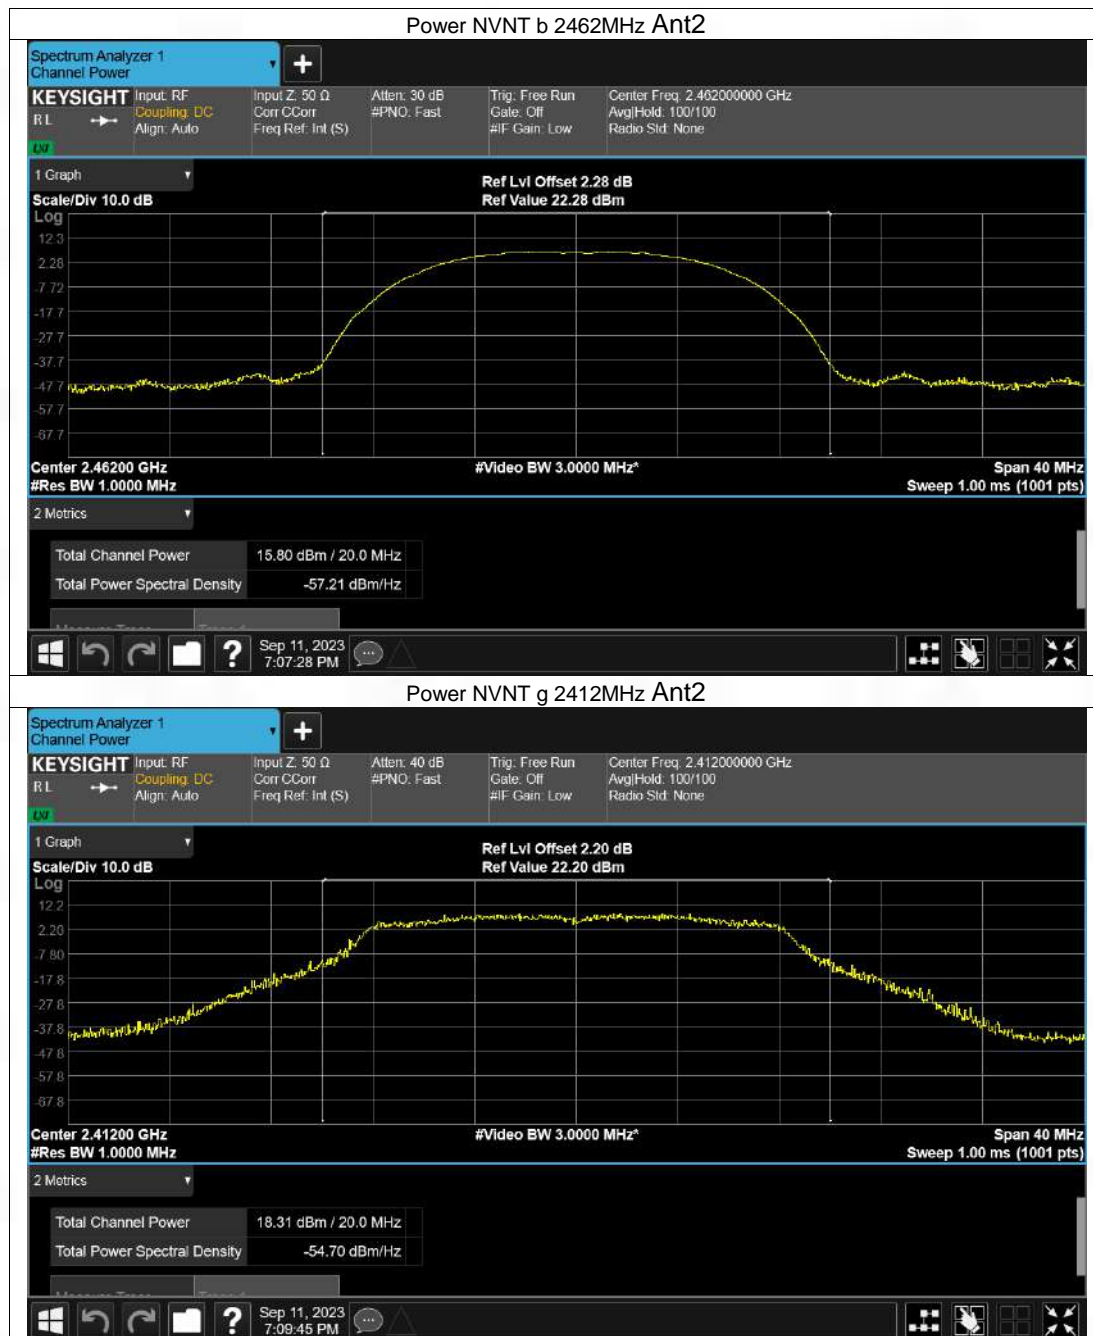 Power NVNT b 2462MHz Ant2
Spectrum Analyzer 1
Channel Power
KEYSIGHT
RL
LXI
Input: RF
Coupling: DC
Align: Auto
Input Z: 50 Ω
Corr CCorr
Freq Ref: Int (S)
Atten: 30 dB
#PNO: Fast
Trig: Free Run
Gate: Off
#IF Gain: Low
Center Freq: 2.462000000 GHz
Avg|Hold: 100/100
Radio Std: None
1 Graph
Scale/Div 10.0 dB
Ref Lvl Offset 2.28 dB
Ref Value 22.28 dBm
Log
12.3
2.28
-7.72
-17.7
-27.7
-37.7
-47.7
-57.7
-67.7
Center 2.46200 GHz
#Res BW 1.0000 MHz
#Video BW 3.0000 MHz*
Span 40 MHz
Sweep 1.00 ms (1001 pts)
2 Metrics
Total Channel Power 15.80 dBm / 20.0 MHz
Total Power Spectral Density -57.21 dBm/Hz
?
Sep 11, 2023
7:07:28 PM
Power NVNT g 2412MHz Ant2
Spectrum Analyzer 1
Channel Power
KEYSIGHT
RL
LXI
Input: RF
Coupling: DC
Align: Auto
Input Z: 50 Ω
Corr CCorr
Freq Ref: Int (S)
Atten: 40 dB
#PNO: Fast
Trig: Free Run
Gate: Off
#IF Gain: Low
Center Freq: 2.412000000 GHz
Avg|Hold: 100/100
Radio Std: None
1 Graph
Scale/Div 10.0 dB
Ref Lvl Offset 2.20 dB
Ref Value 22.20 dBm
Log
12.2
2.20
-7.80
-17.8
-27.8
-37.8
-47.8
-57.8
-67.8
Center 2.41200 GHz
#Res BW 1.0000 MHz
#Video BW 3.0000 MHz*
Span 40 MHz
Sweep 1.00 ms (1001 pts)
2 Metrics
Total Channel Power 18.31 dBm / 20.0 MHz
Total Power Spectral Density -54.70 dBm/Hz
?
Sep 11, 2023
7:09:45 PM